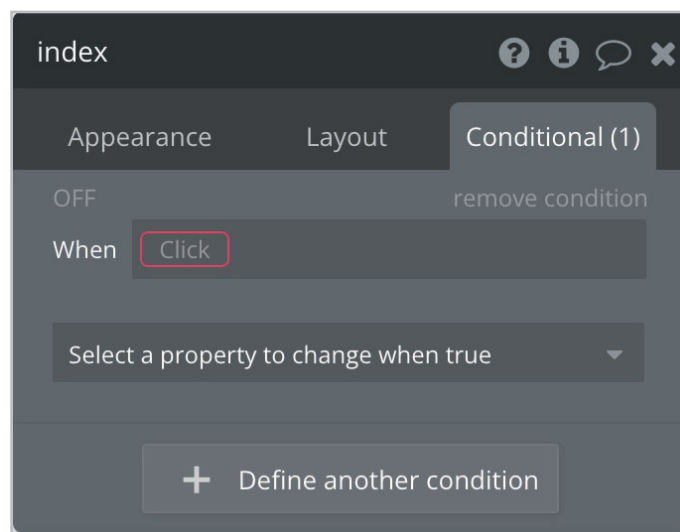 index
Appearance Layout Conditional (1)
OFF remove condition
When Click
Select a property to change when true
Define another condition